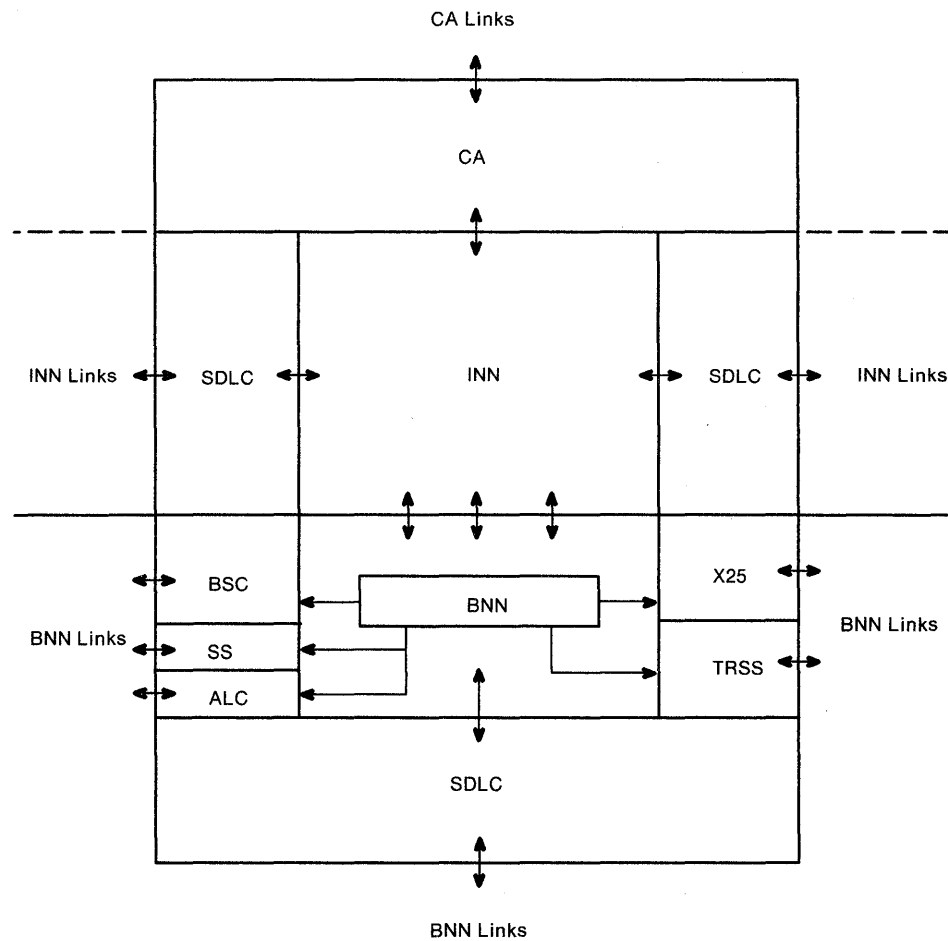 CA Links
CA
INN Links
SDLC
INN
SDLC
INN Links
BSC
BNN
X25
BNN Links
SS
ALC
TRSS
BNN Links
SDLC
BNN Links